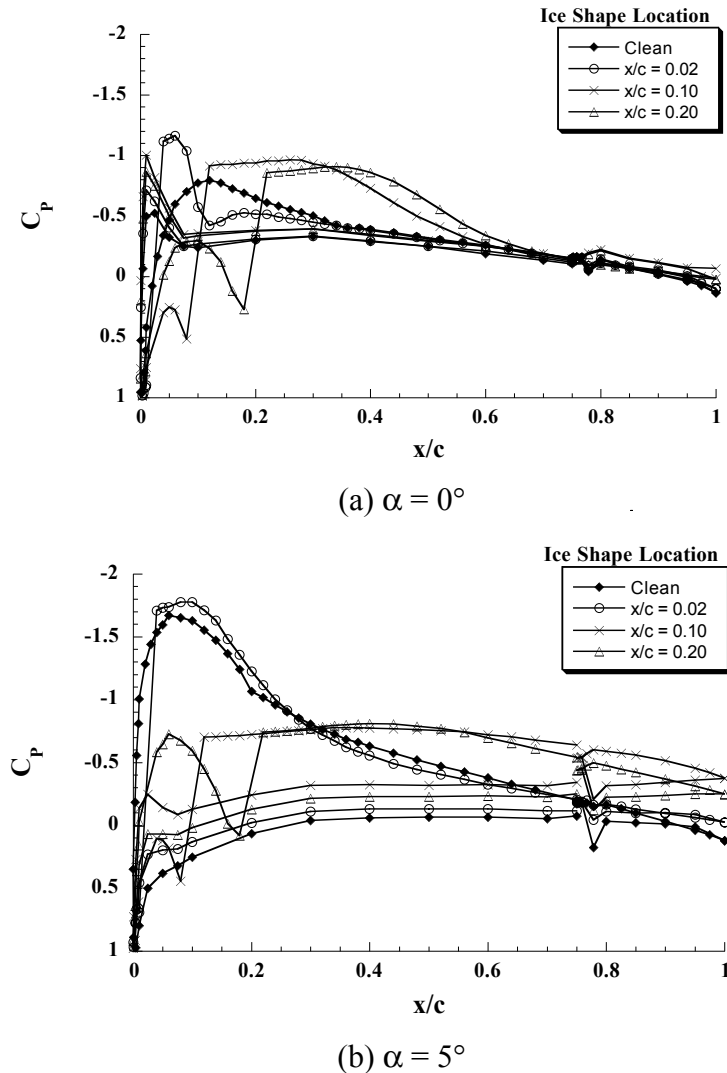 Ice Shape Location
Clean
x/c = 0.02
x/c = 0.10
x/c = 0.20
-2
-1.5
-1
-0.5
0
0.5
1
C_P
0 0.2 0.4 0.6 0.8 1
x/c
(a) α = 0°
Ice Shape Location
Clean
x/c = 0.02
x/c = 0.10
x/c = 0.20
-2
-1.5
-1
-0.5
0
0.5
1
C_P
0 0.2 0.4 0.6 0.8 1
x/c
(b) α = 5°